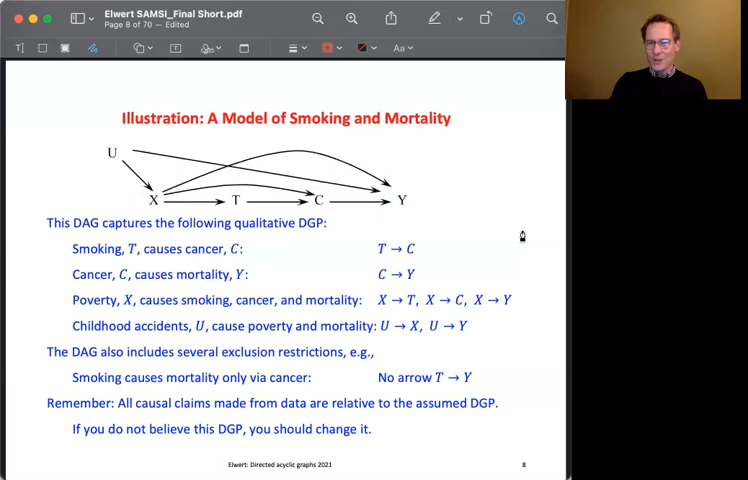 Elwert SAMSI_Final Short.pdf
Page 8 of 70 — Edited
Aa
Illustration: A Model of Smoking and Mortality
U
X T C Y
This DAG captures the following qualitative DGP:
Smoking, T, causes cancer, C: T → C
Cancer, C, causes mortality, Y: C → Y
Poverty, X, causes smoking, cancer, and mortality: X → T, X → C, X → Y
Childhood accidents, U, cause poverty and mortality: U → X, U → Y
The DAG also includes several exclusion restrictions, e.g.,
Smoking causes mortality only via cancer: No arrow T → Y
Remember: All causal claims made from data are relative to the assumed DGP.
If you do not believe this DGP, you should change it.
Elwert: Directed acyclic graphs 2021 8